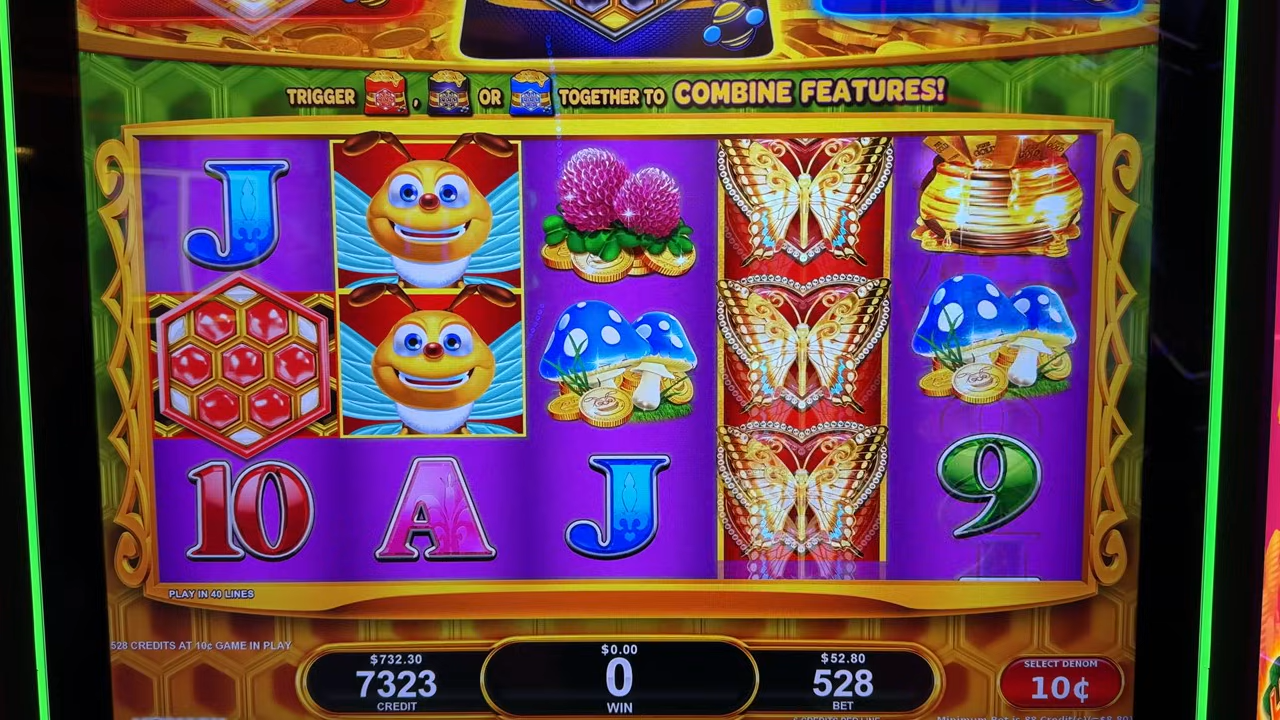 TRIGGER , OR TOGETHER TO COMBINE FEATURES!
J
10 A J 9
PLAY IN 40 LINES
528 CREDITS AT 10¢ GAME IN PLAY
$732.30
7323
CREDIT
$0.00
0
WIN
$52.80
528
BET
SELECT DENOM
10¢